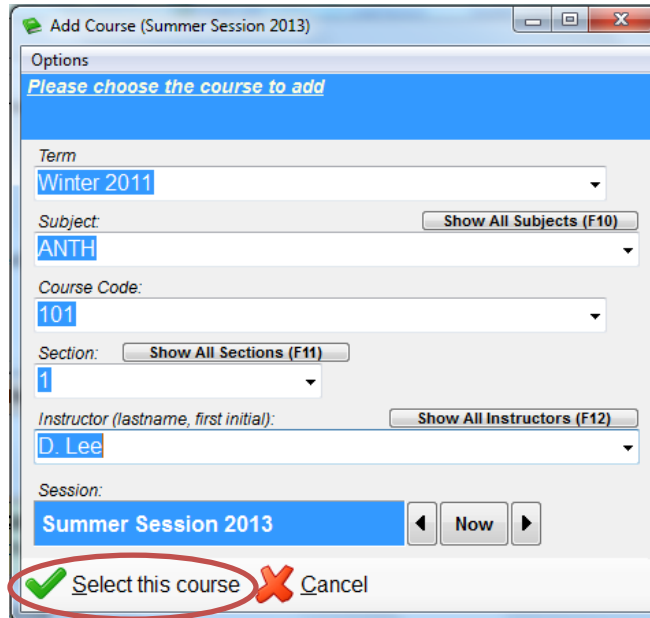 Add Course (Summer Session 2013)
Options
Please choose the course to add
Term
Winter 2011
Subject: Show All Subjects (F10)
ANTH
Course Code:
101
Section: Show All Sections (F11)
1
Instructor (lastname, first initial): Show All Instructors (F12)
D. Lee
Session:
Summer Session 2013 Now
Select this course Cancel